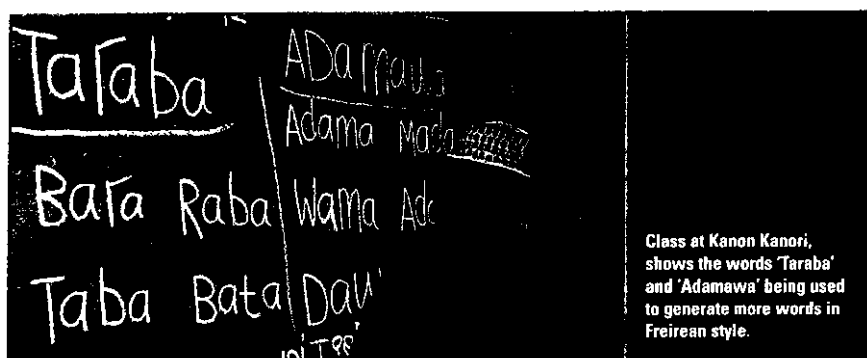 Taraba
Bara Raba
Taba Bata
ADamawa
Adama Mada
Wama
Class at Kanon Kanori,
shows the words 'Taraba'
and 'Adamawa' being used
to generate more words in
Freirean style.